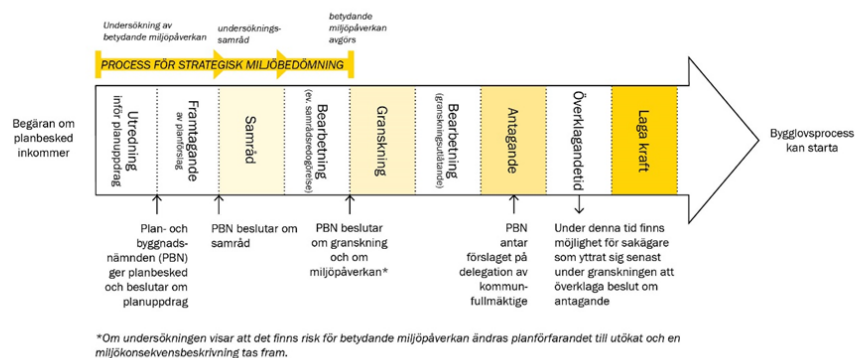 Undersökning av
betydande miljöpåverkan
undersöknings-
samråd
betydande
miljöpåverkan
avgörs
PROCESS FÖR STRATEGISK MILJÖBEDÖMNING
Begäran om
planbesked
inkommer
Utredning
inför planuppdrag
Framtagande
av planförslag
Samråd
Bearbetning
(ev. samrådsredogörelse)
Granskning
Bearbetning
(granskningsutlåtande)
Antagande
Överklagandetid
Laga kraft
Bygglovsprocess
kan starta
Plan- och
byggnads-
nämnden (PBN)
ger planbesked
och beslutar om
planuppdrag
PBN beslutar om
samråd
PBN beslutar
om granskning
och om
miljöpåverkan*
PBN
antar
förslaget på
delegation av
kommun-
fullmäktige
Under denna tid finns
möjlighet för sakägare
som yttrat sig senast
under granskningen att
överklaga beslut om
antagande
*Om undersökningen visar att det finns risk för betydande miljöpåverkan ändras planförfarandet till utökat och en
miljökonsekvensbeskrivning tas fram.